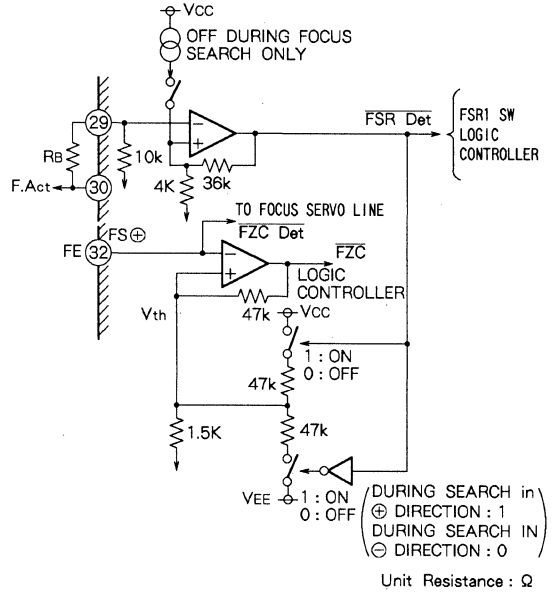 VCC
OFF DURING FOCUS
SEARCH ONLY
FSR Det
FSR1 SW
LOGIC
CONTROLLER
29
−
+
RB
10k
36k
4K
F.Act
30
TO FOCUS SERVO LINE
FS⊕
FZC Det
FE
32
−
+
FZC
LOGIC
CONTROLLER
Vth
47k
VCC
1 : ON
0 : OFF
47k
1.5K
47k
VEE
1 : ON
0 : OFF
DURING SEARCH in
⊕ DIRECTION : 1
DURING SEARCH IN
⊖ DIRECTION : 0
Unit Resistance : Ω